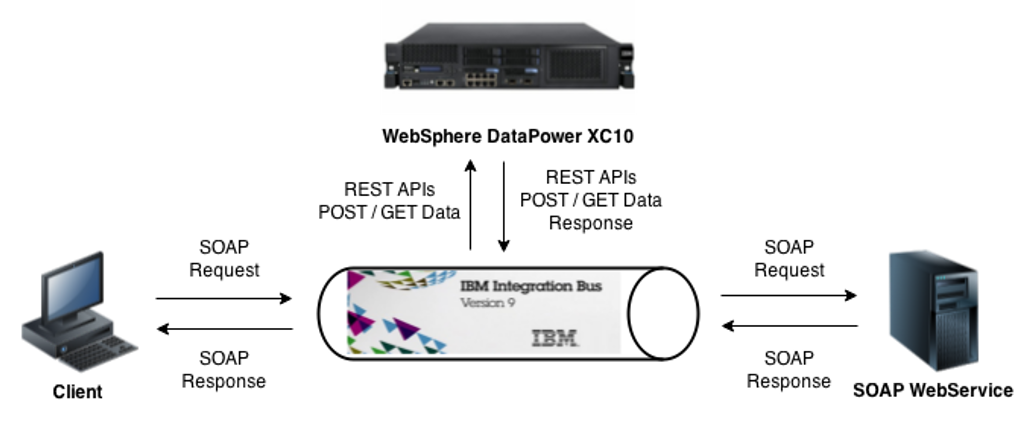 WebSphere DataPower XC10
REST APIs
POST / GET Data
REST APIs
POST / GET Data
Response
SOAP
Request
IBM Integration Bus
Version 9
IBM
SOAP
Request
SOAP
Response
SOAP
Response
Client
SOAP WebService